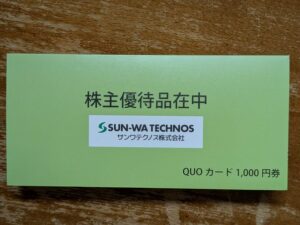 株主優待品在中
SUN-WA TECHNOS
サンワテクノス株式会社
QUO カード 1,000 円券